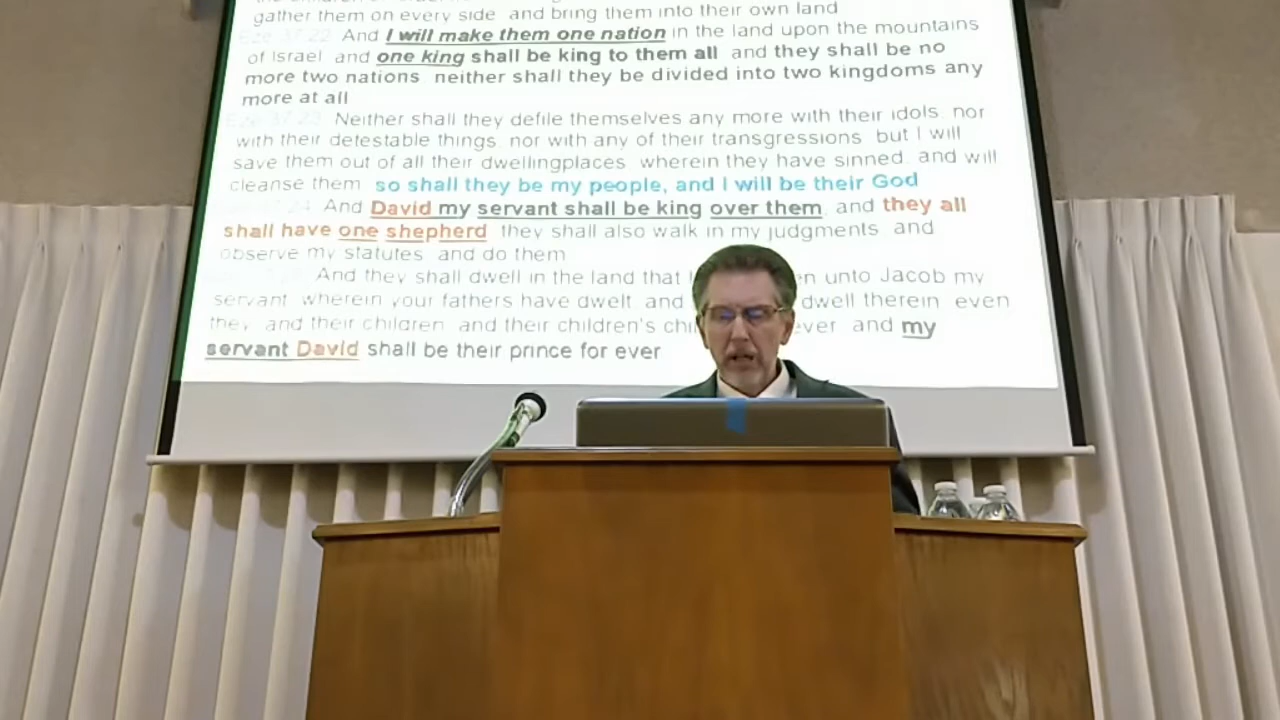 gather them on every side and bring them into their own land
Eze 37:22 And I will make them one nation in the land upon the mountains
of Israel and one king shall be king to them all and they shall be no
more two nations neither shall they be divided into two kingdoms any
more at all
Eze 37:23 Neither shall they defile themselves any more with their idols, nor
with their detestable things, nor with any of their transgressions but I will
save them out of all their dwellingplaces wherein they have sinned, and will
cleanse them so shall they be my people, and I will be their God
And David my servant shall be king over them, and they all
shall have one shepherd they shall also walk in my judgments and
observe my statutes and do them
And they shall dwell in the land that unto Jacob my
servant wherein your fathers have dwelt and dwell therein even
they and their children and their children's ever and my
servant David shall be their prince for ever